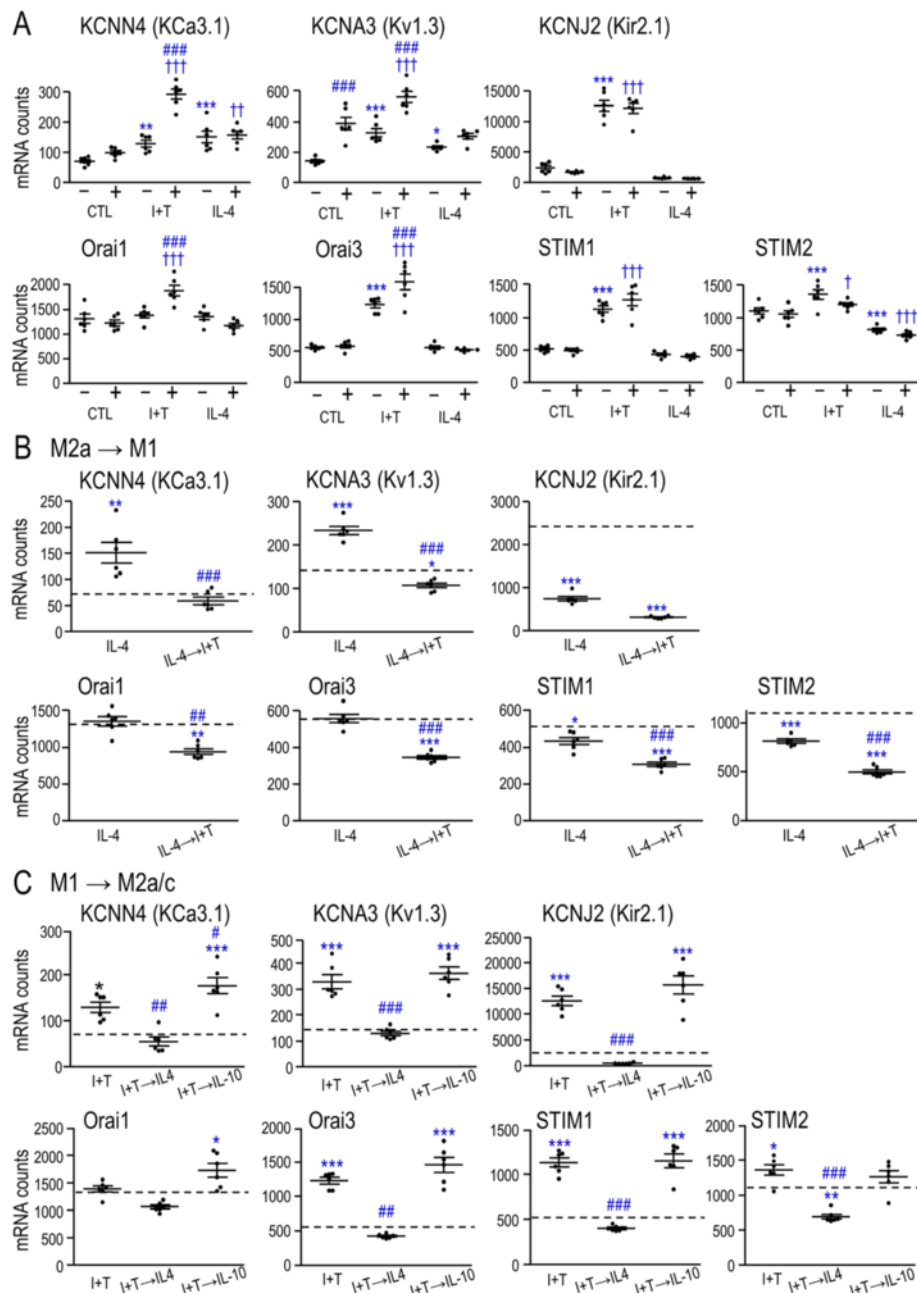 A
KCNN4 (KCa3.1) KCNA3 (Kv1.3) KCNJ2 (Kir2.1)
mRNA counts
300
200
100
0
** ### ††† *** ††
− + − + − +
CTL I+T IL-4
600
400
200
0
### *** ### ††† *
− + − + − +
CTL I+T IL-4
15000
10000
5000
0
*** †††
− + − + − +
CTL I+T IL-4
Orai1 Orai3 STIM1 STIM2
mRNA counts
2000
1500
1000
500
0
### †††
− + − + − +
CTL I+T IL-4
1500
1000
500
0
*** ### †††
− + − + − +
CTL I+T IL-4
1500
1000
500
0
*** †††
− + − + − +
CTL I+T IL-4
1500
1000
500
0
*** † *** †††
− + − + − +
CTL I+T IL-4
B M2a → M1
KCNN4 (KCa3.1) KCNA3 (Kv1.3) KCNJ2 (Kir2.1)
mRNA counts
250
200
150
100
50
0
** ###
IL-4 IL-4→I+T
300
200
100
0
*** ### *
IL-4 IL-4→I+T
3000
2000
1000
0
*** ***
IL-4 IL-4→I+T
Orai1 Orai3 STIM1 STIM2
mRNA counts
1500
1000
500
0
## **
IL-4 IL-4→I+T
600
400
200
0
### ***
IL-4 IL-4→I+T
600
400
200
0
* ### ***
IL-4 IL-4→I+T
1000
500
0
*** ### ***
IL-4 IL-4→I+T
C M1 → M2a/c
KCNN4 (KCa3.1) KCNA3 (Kv1.3) KCNJ2 (Kir2.1)
mRNA counts
300
200
100
0
* ## # ***
I+T I+T→IL4 I+T→IL-10
500
400
300
200
100
0
*** ### ***
I+T I+T→IL4 I+T→IL-10
25000
20000
15000
10000
5000
0
*** ### ***
I+T I+T→IL4 I+T→IL-10
Orai1 Orai3 STIM1 STIM2
mRNA counts
2500
2000
1500
1000
500
0
*
I+T I+T→IL4 I+T→IL-10
2000
1500
1000
500
0
*** ## ***
I+T I+T→IL4 I+T→IL-10
1500
1000
500
0
*** ### ***
I+T I+T→IL4 I+T→IL-10
2000
1500
1000
500
0
* ### **
I+T I+T→IL4 I+T→IL-10